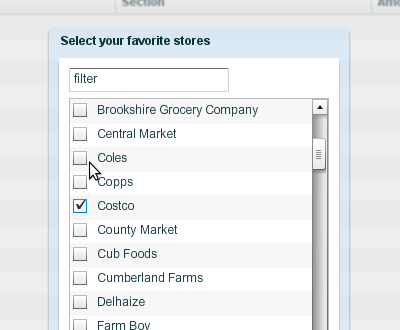 Section
Select your favorite stores
filter
Brookshire Grocery Company
Central Market
Coles
Copps
Costco
County Market
Cub Foods
Cumberland Farms
Delhaize
Farm Boy